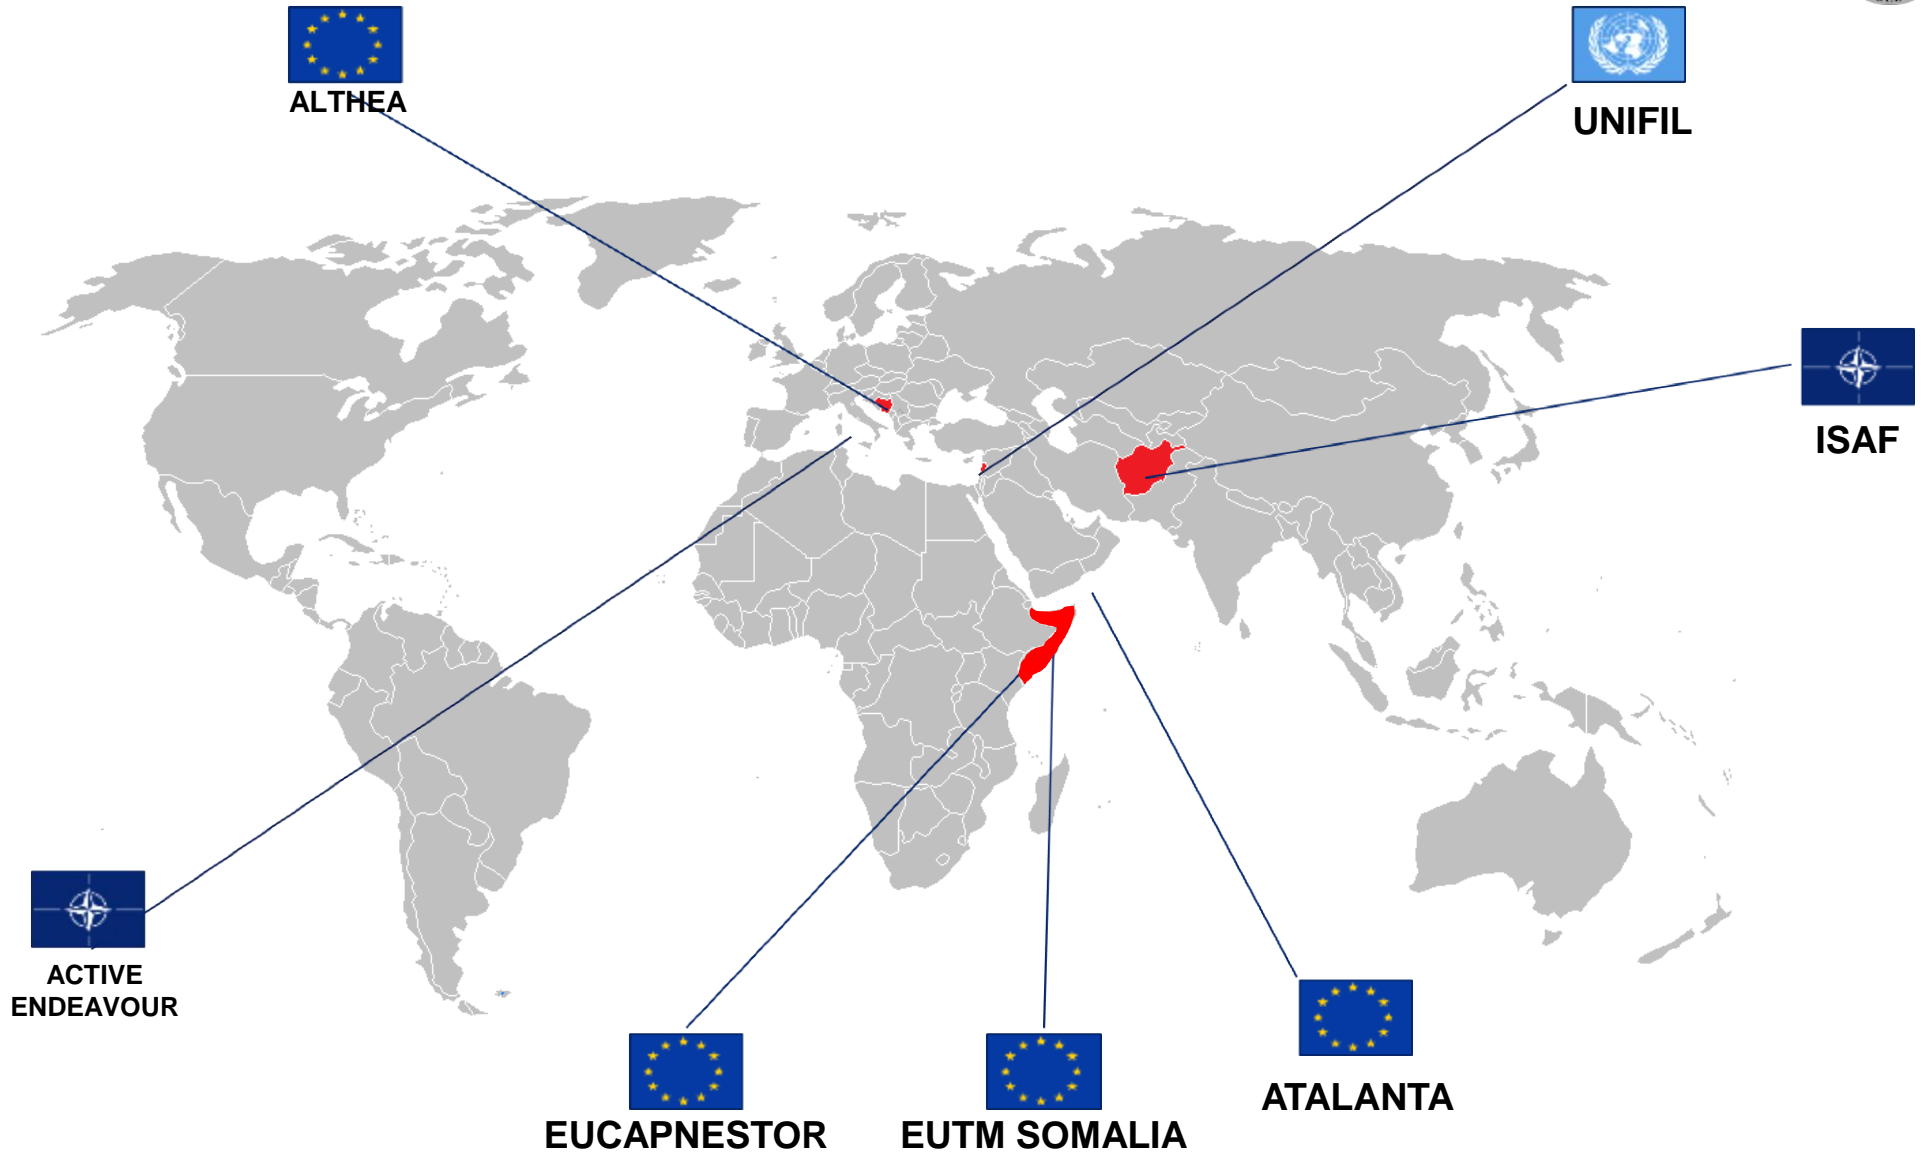 ALTHEA
UNIFIL
ISAF
ACTIVE
ENDEAVOUR
ATALANTA
EUCAPNESTOR
EUTM SOMALIA